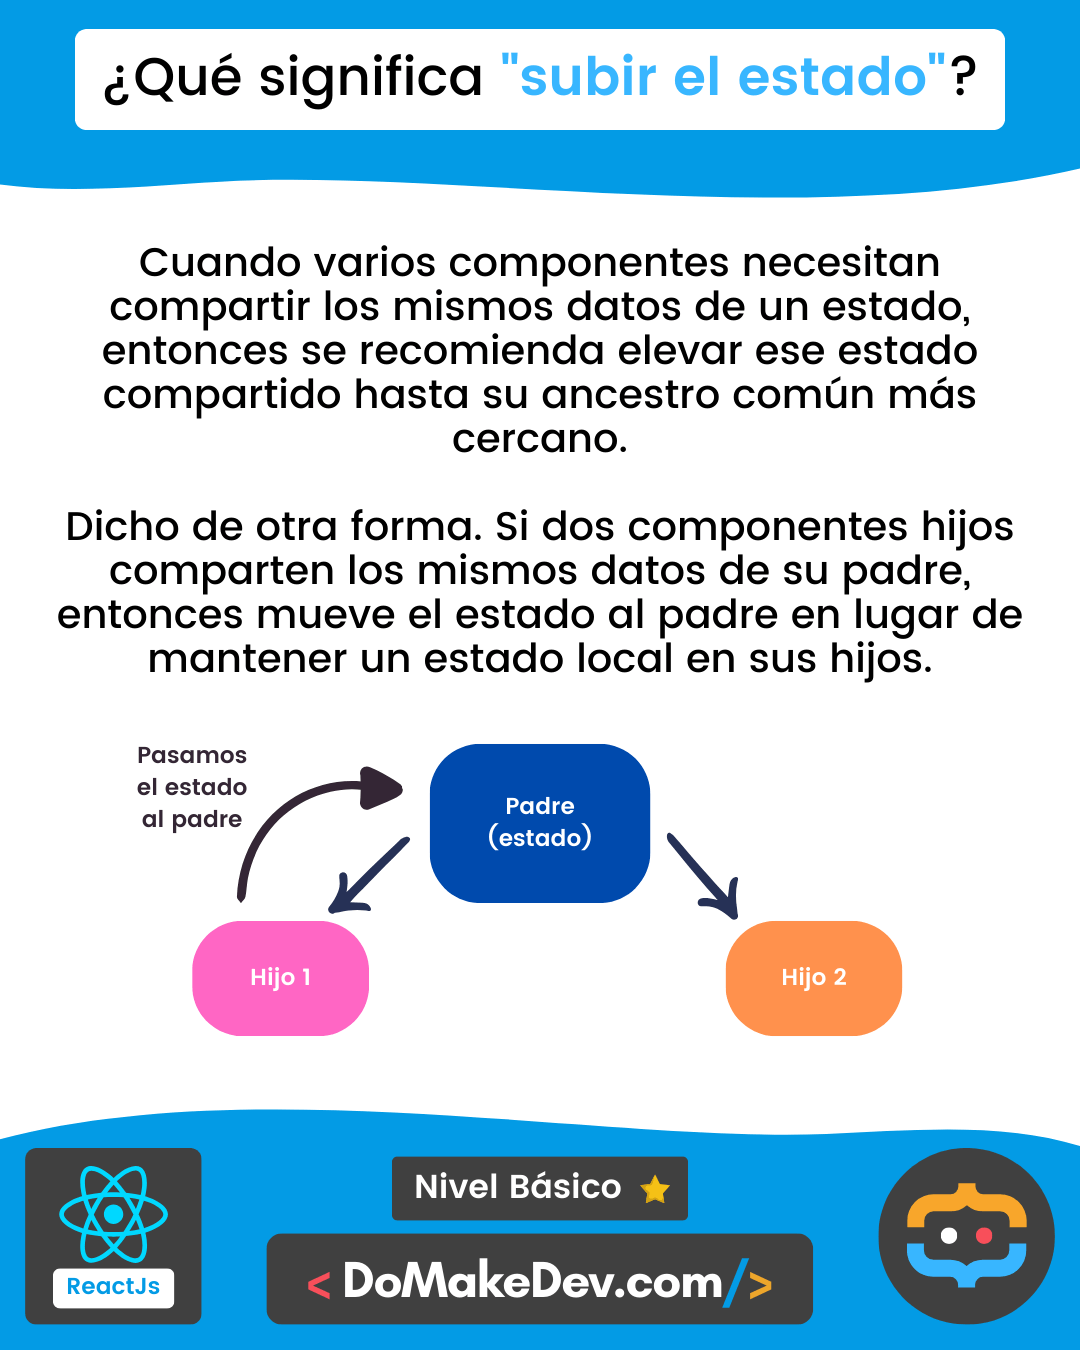 ¿Qué significa "subir el estado"?
Cuando varios componentes necesitan
compartir los mismos datos de un estado,
entonces se recomienda elevar ese estado
compartido hasta su ancestro común más
cercano.
Dicho de otra forma. Si dos componentes hijos
comparten los mismos datos de su padre,
entonces mueve el estado al padre en lugar de
mantener un estado local en sus hijos.
Pasamos
el estado
al padre
Padre
(estado)
Hijo 1
Hijo 2
Nivel Básico
ReactJs
< DoMakeDev.com/>